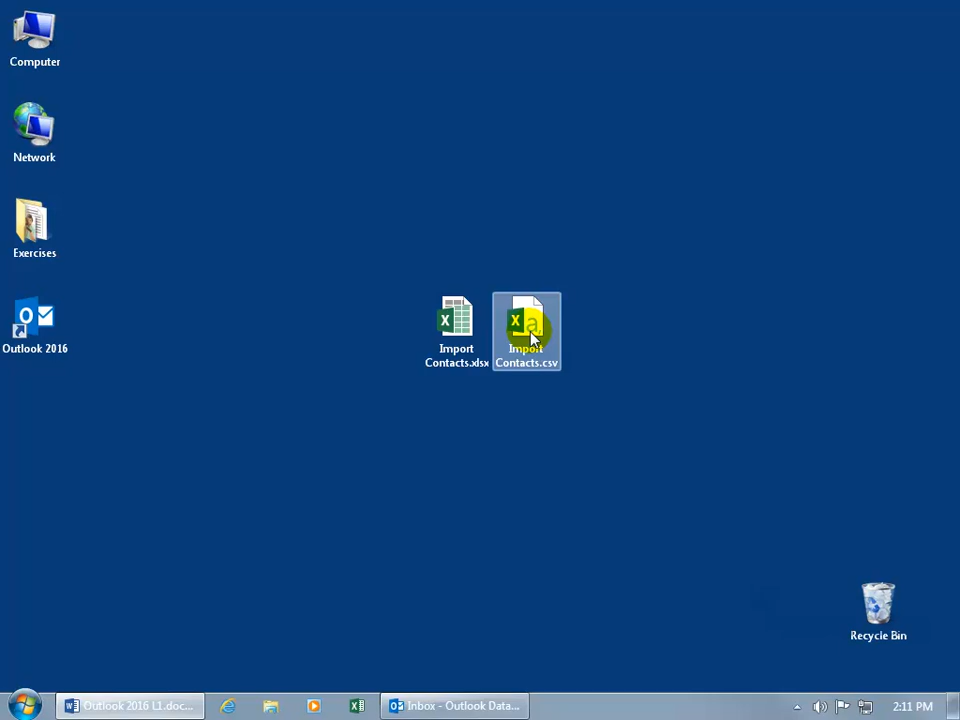 Computer
Network
Exercises
Outlook 2016
Import
Contacts.xlsx
Import
Contacts.csv
Recycle Bin
Outlook 2016 L1.doc...
Inbox - Outlook Data...
2:11 PM